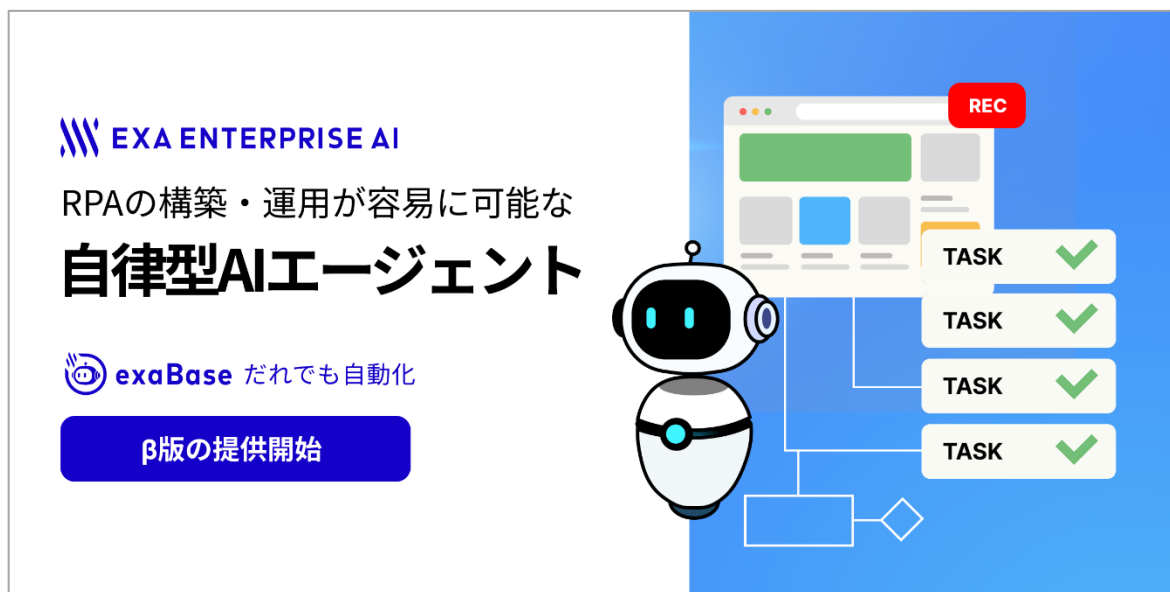 EXA ENTERPRISE AI
RPAの構築・運用が容易に可能な
自律型AIエージェント
exaBase だれでも自動化
β版の提供開始
REC
TASK
TASK
TASK
TASK